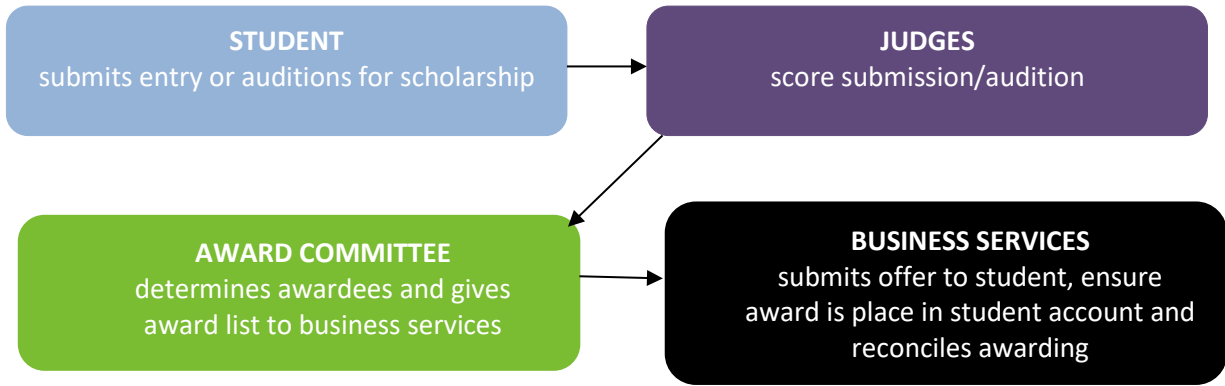 STUDENT
submits entry or auditions for scholarship
JUDGES
score submission/audition
AWARD COMMITTEE
determines awardees and gives
award list to business services
BUSINESS SERVICES
submits offer to student, ensure
award is place in student account and
reconciles awarding